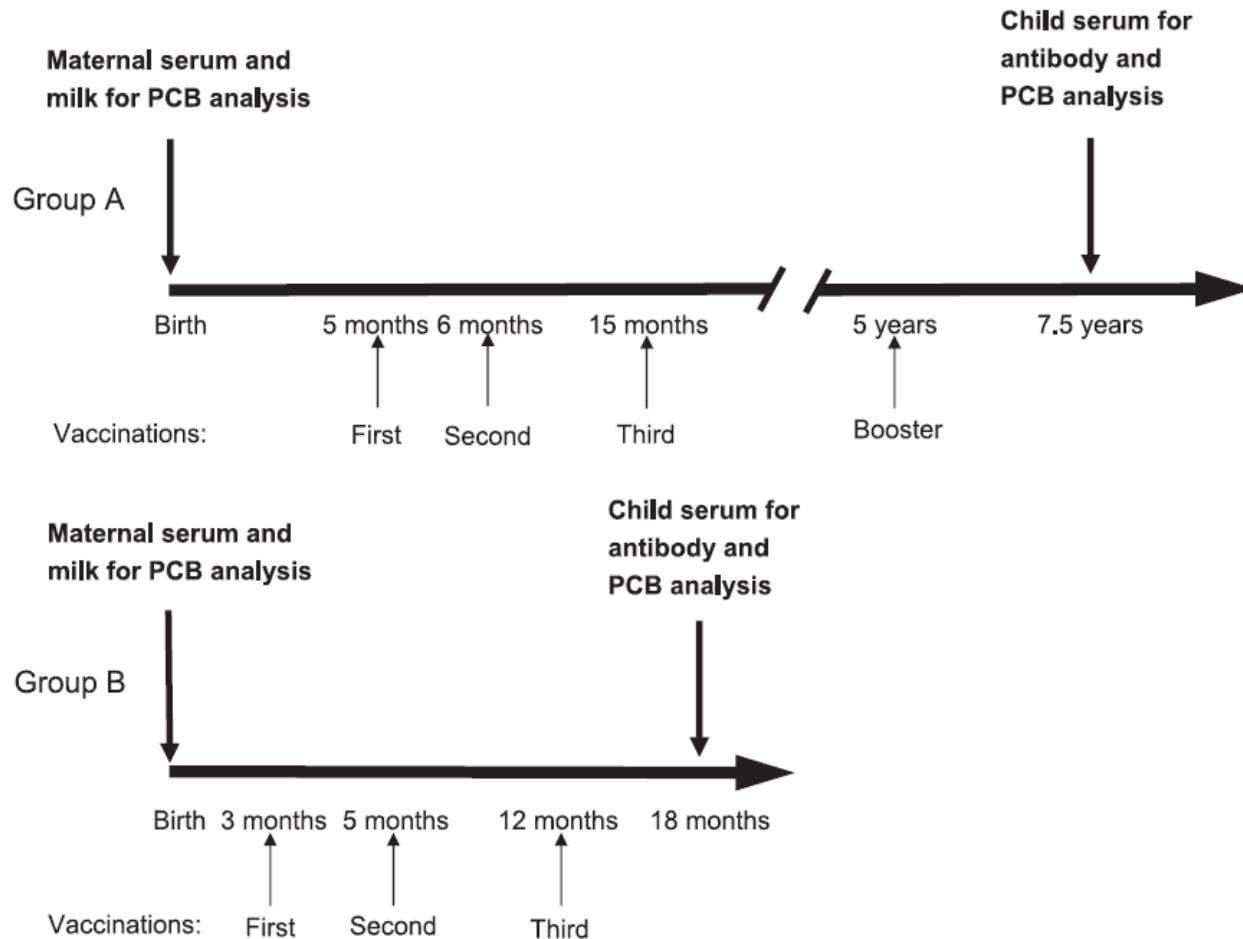 Child serum for
antibody and
PCB analysis
Maternal serum and
milk for PCB analysis
Group A
Birth 5 months 6 months 15 months 5 years 7.5 years
Vaccinations: First Second Third Booster
Maternal serum and
milk for PCB analysis
Child serum for
antibody and
PCB analysis
Group B
Birth 3 months 5 months 12 months 18 months
Vaccinations: First Second Third